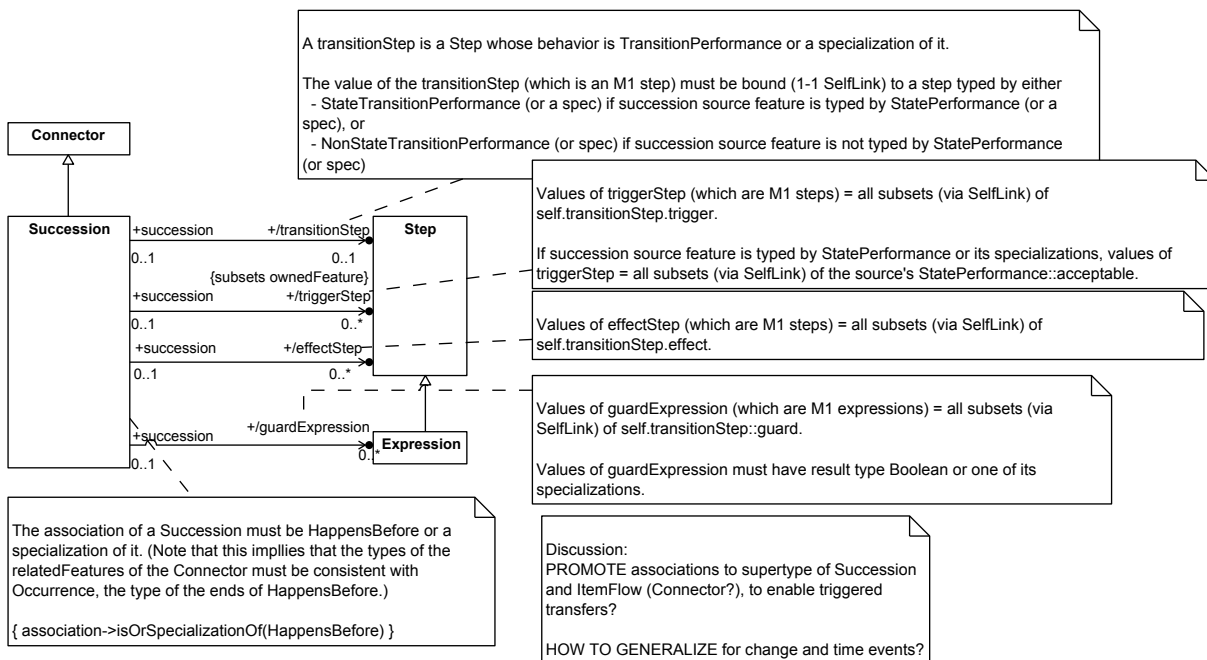 A transitionStep is a Step whose behavior is TransitionPerformance or a specialization of it.
The value of the transitionStep (which is an M1 step) must be bound (1-1 SelfLink) to a step typed by either
- StateTransitionPerformance (or a spec) if succession source feature is typed by StatePerformance (or a
spec), or
- NonStateTransitionPerformance (or spec) if succession source feature is not typed by StatePerformance
(or spec)
Connector
Values of triggerStep (which are M1 steps) = all subsets (via SelfLink) of
self.transitionStep.trigger.
If succession source feature is typed by StatePerformance or its specializations, values of
triggerStep = all subsets (via SelfLink) of the source's StatePerformance::acceptable.
Succession
+succession
+/transitionStep
Step
0..1
0..1
{subsets ownedFeature}
+succession
+/triggerStep
0..1
0..*
+succession
+/effectStep
0..1
0..*
Values of effectStep (which are M1 steps) = all subsets (via SelfLink) of
self.transitionStep.effect.
+succession
+/guardExpression
Expression
0..1
0..*
Values of guardExpression (which are M1 expressions) = all subsets (via
SelfLink) of self.transitionStep::guard.
Values of guardExpression must have result type Boolean or one of its
specializations.
The association of a Succession must be HappensBefore or a
specialization of it. (Note that this impllies that the types of the
relatedFeatures of the Connector must be consistent with
Occurrence, the type of the ends of HappensBefore.)
{ association->isOrSpecializationOf(HappensBefore) }
Discussion:
PROMOTE associations to supertype of Succession
and ItemFlow (Connector?), to enable triggered
transfers?
HOW TO GENERALIZE for change and time events?